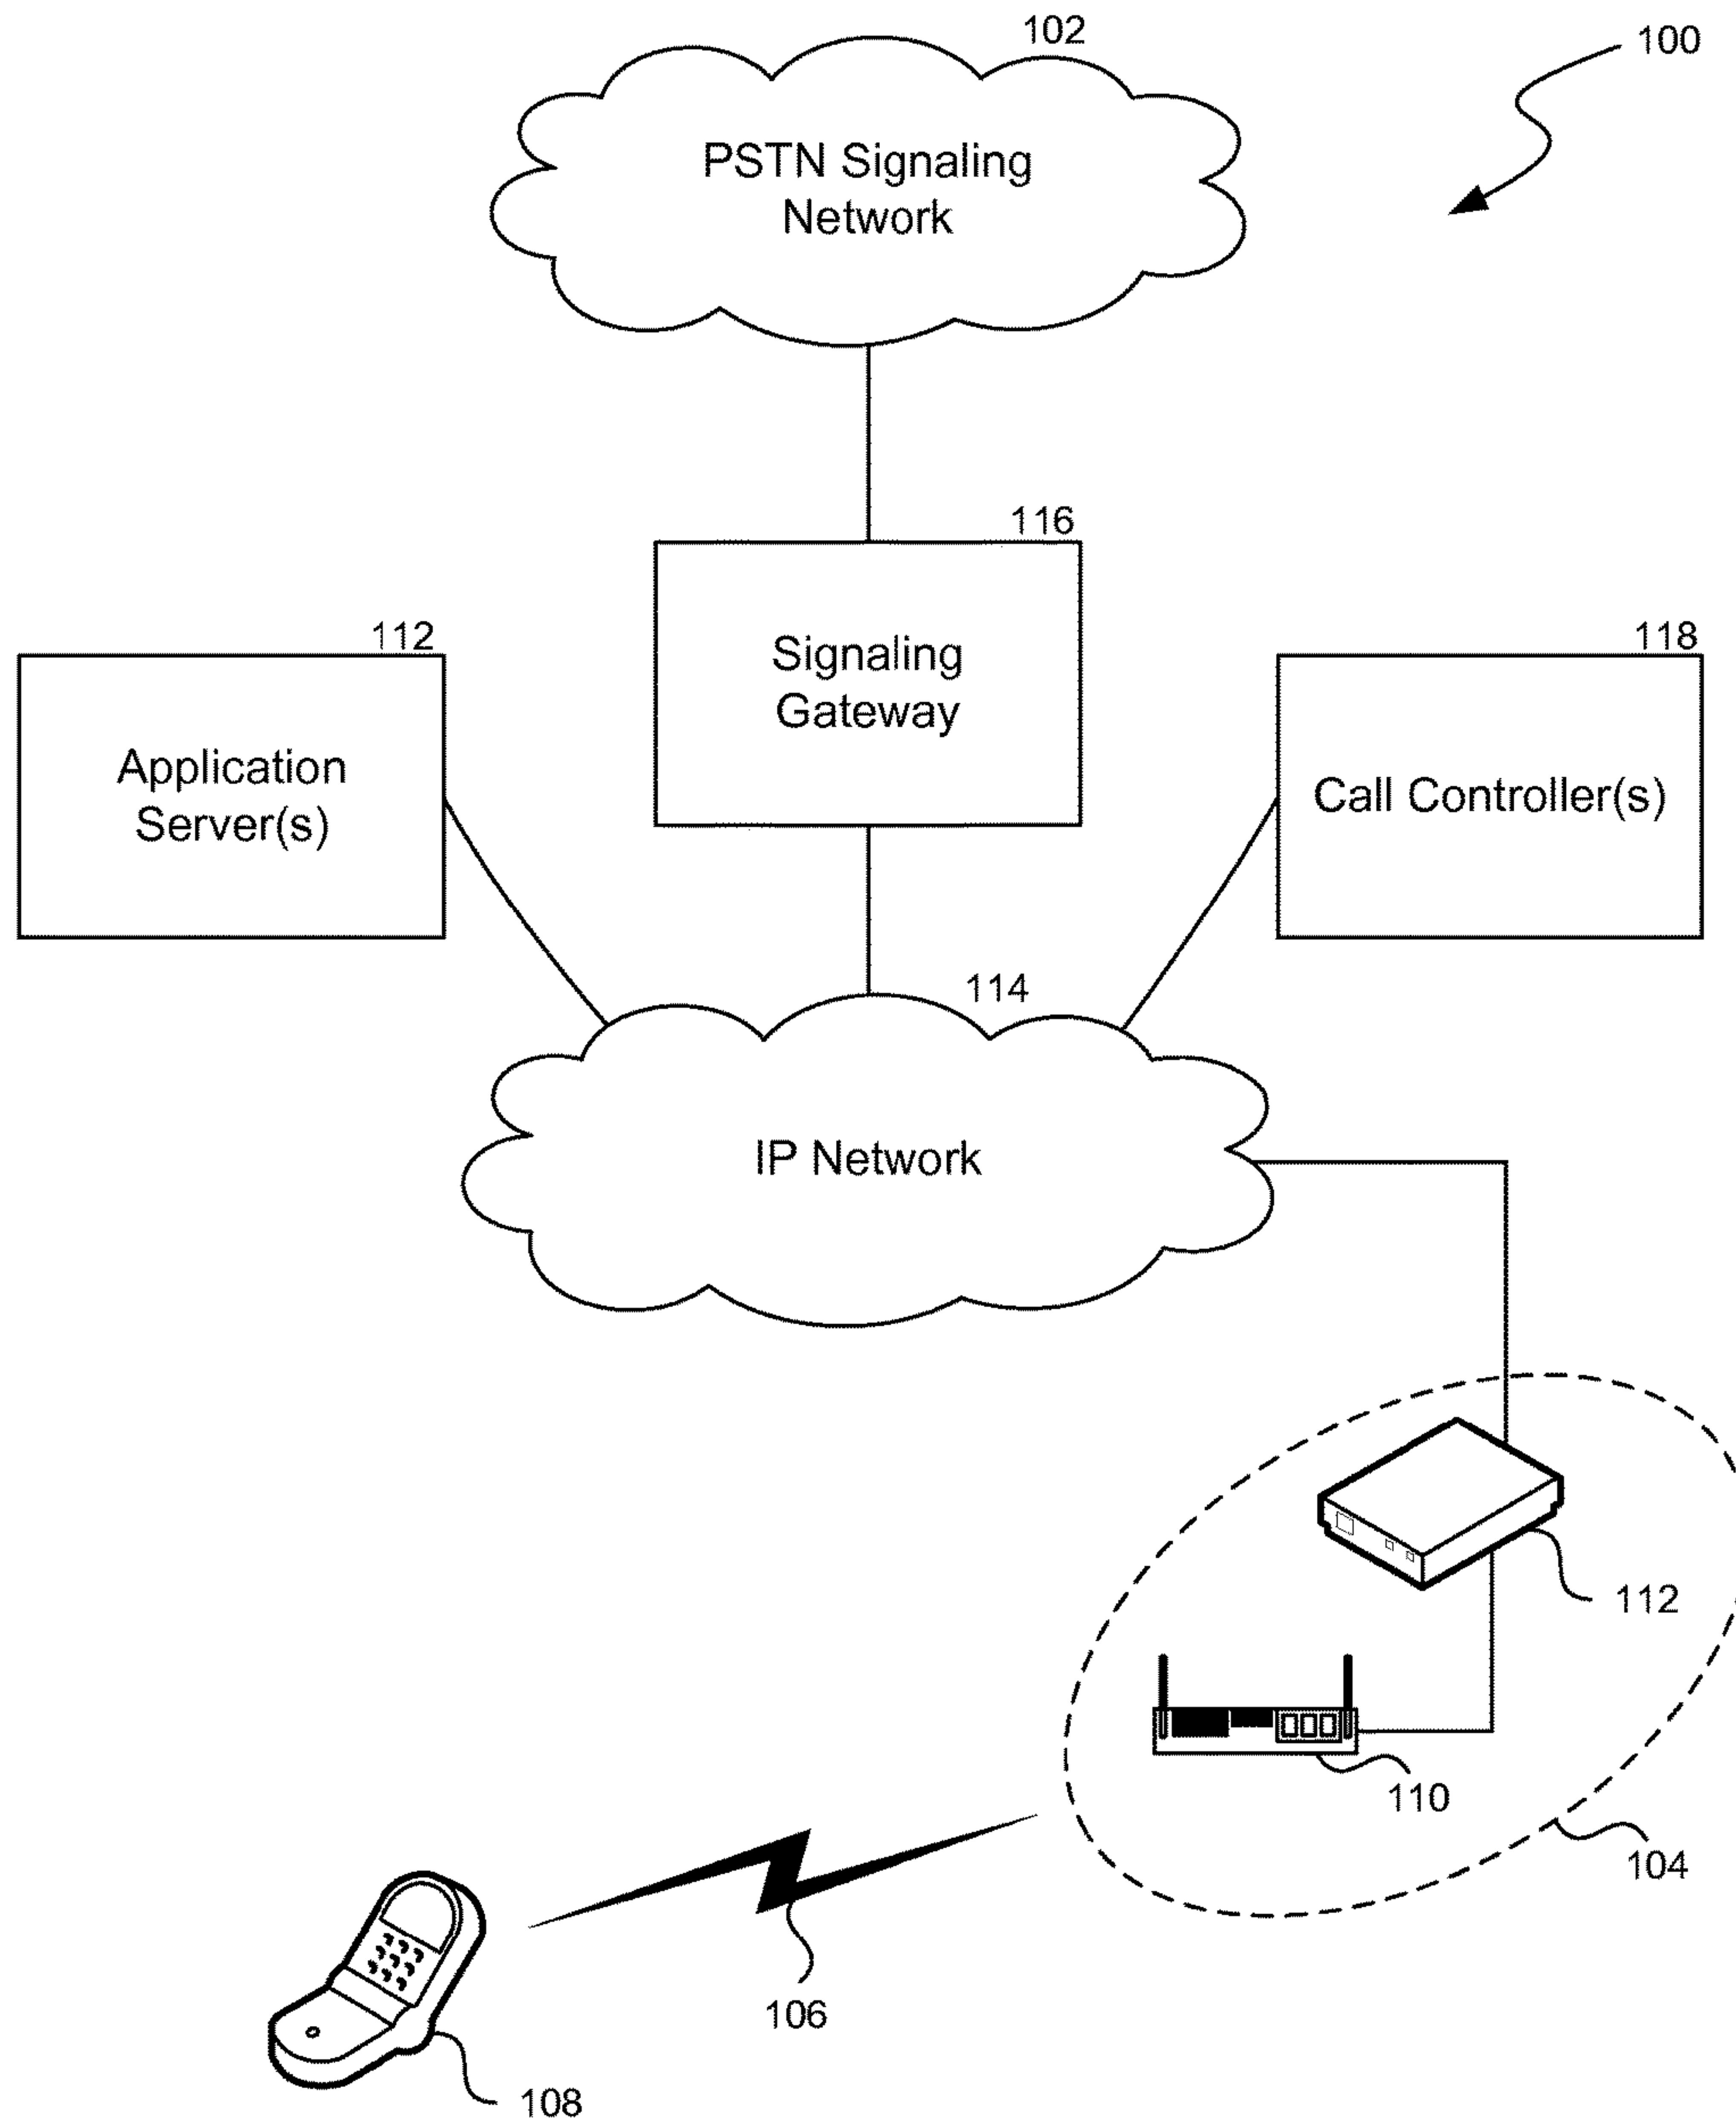 102
100
PSTN Signaling
Network
116
112
118
Signaling
Gateway
Application
Server(s)
Call Controller(s)
114
IP Network
112
110
104
106
108